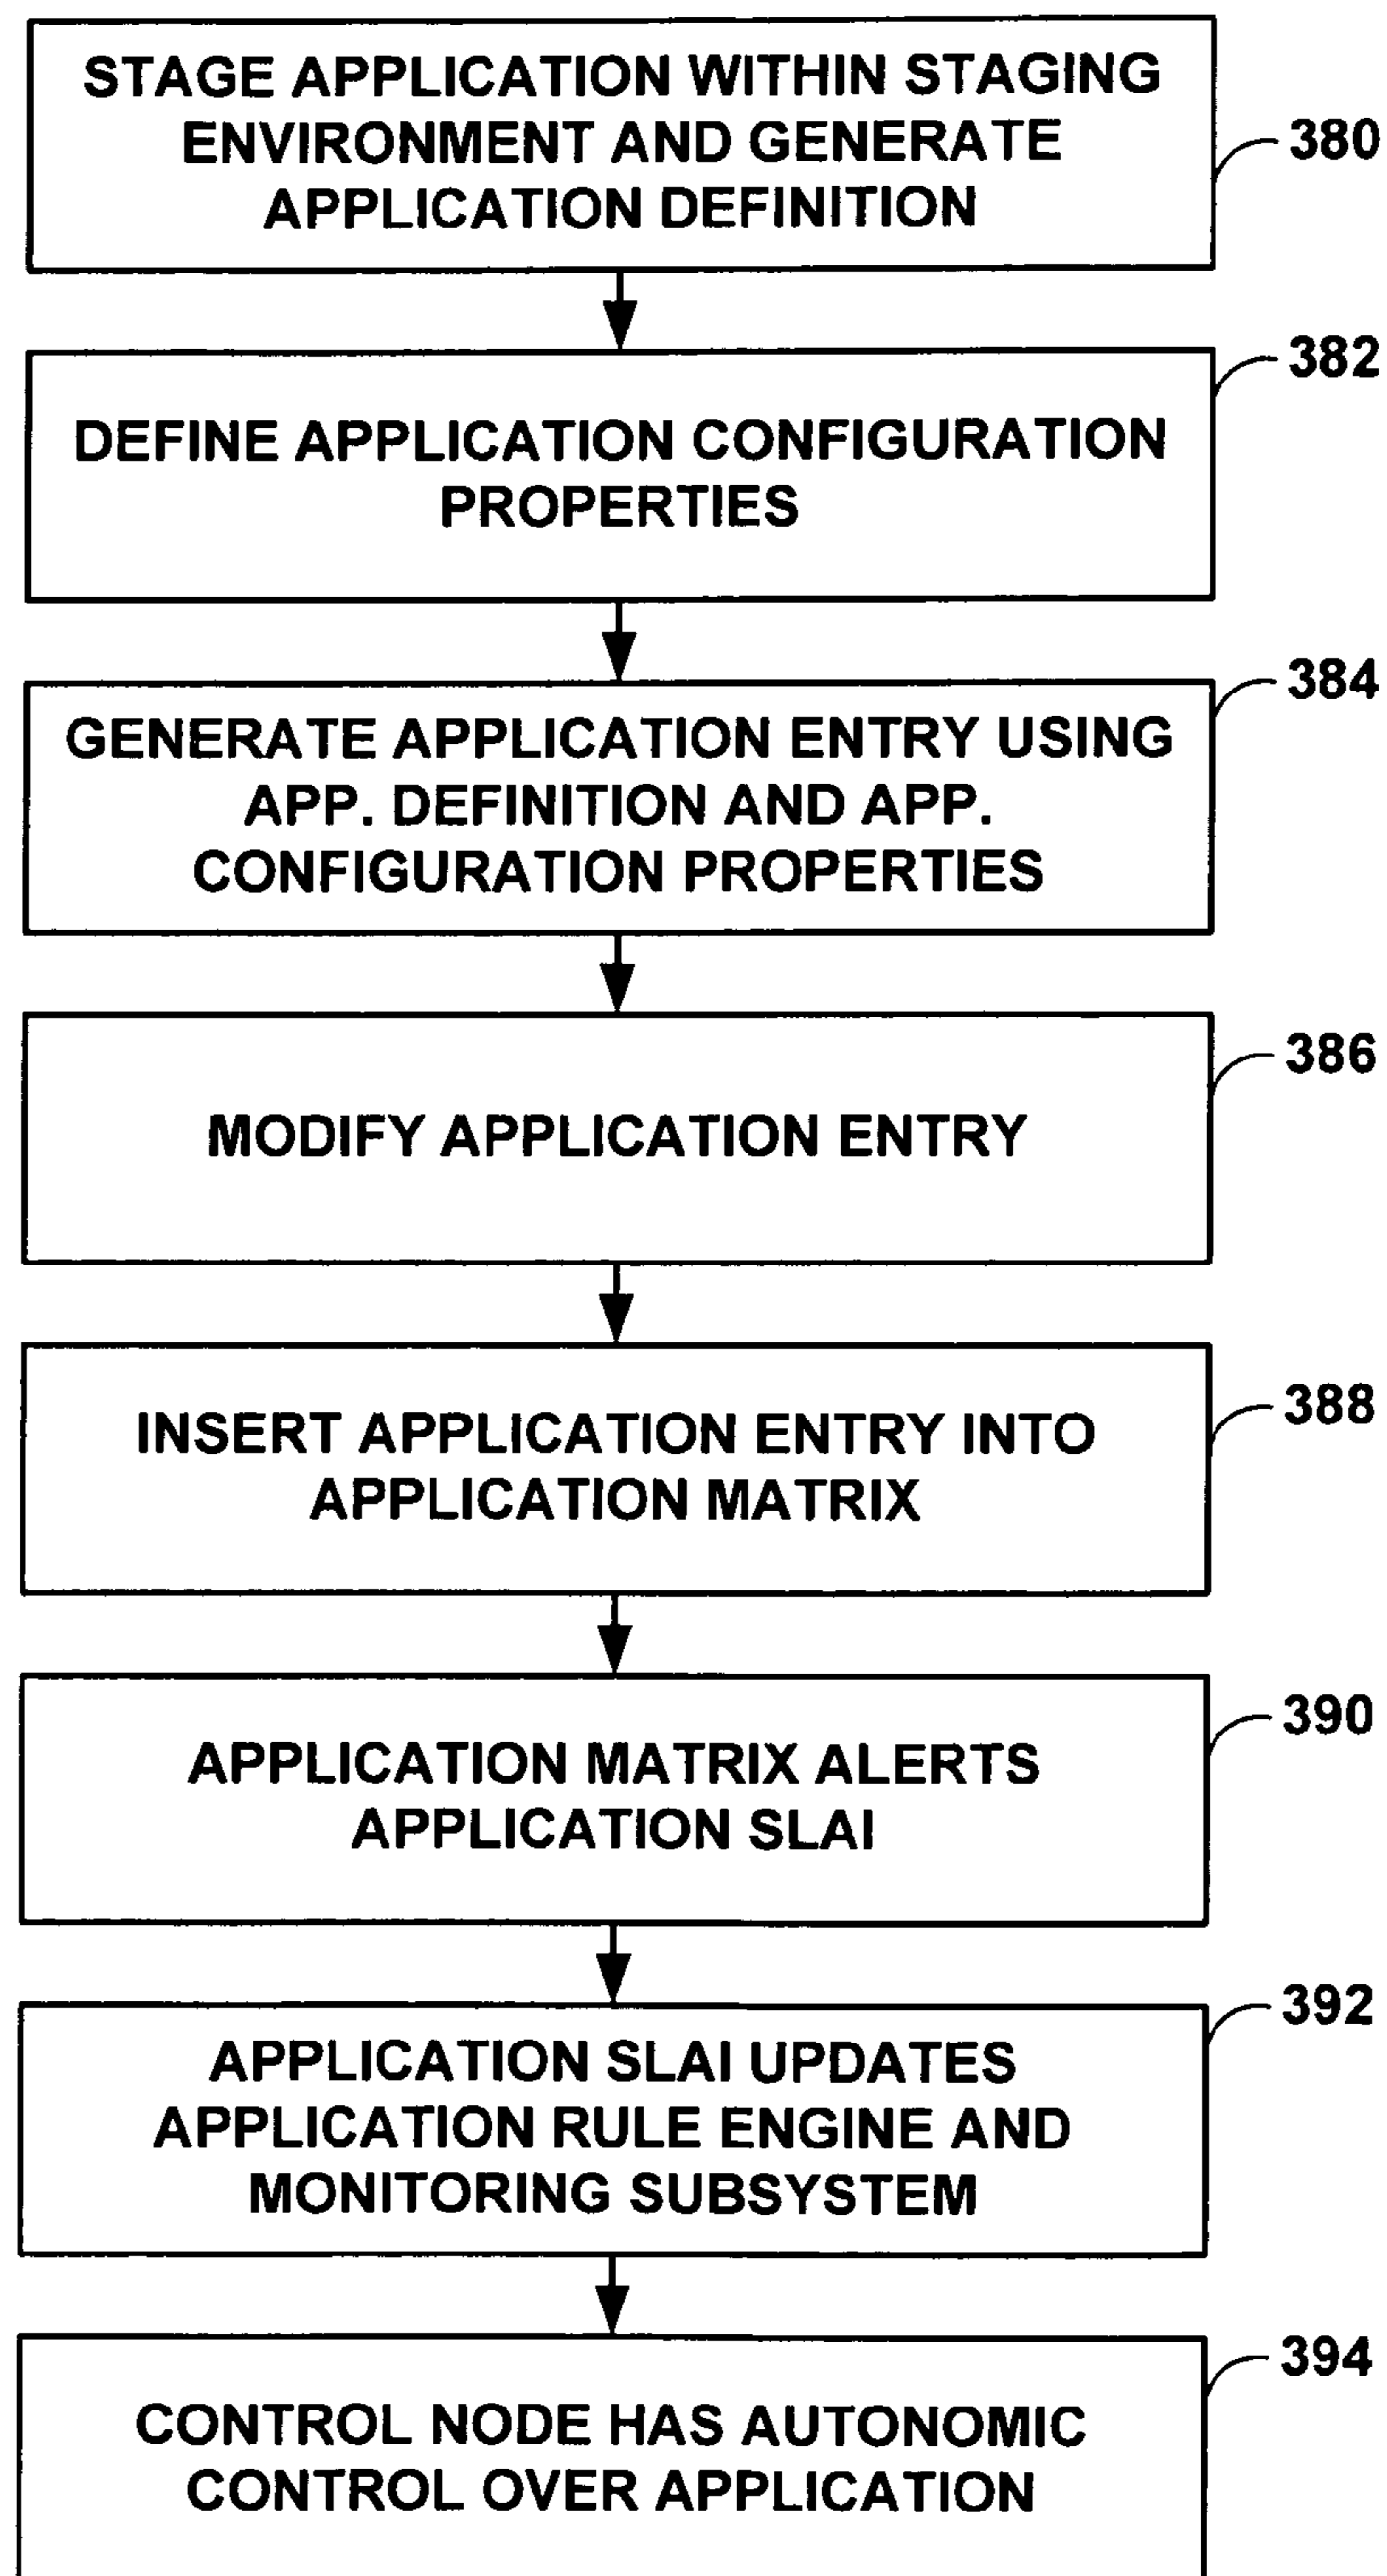 STAGE APPLICATION WITHIN STAGING
ENVIRONMENT AND GENERATE
APPLICATION DEFINITION
380
382
DEFINE APPLICATION CONFIGURATION
PROPERTIES
384
GENERATE APPLICATION ENTRY USING
APP. DEFINITION AND APP.
CONFIGURATION PROPERTIES
386
MODIFY APPLICATION ENTRY
388
INSERT APPLICATION ENTRY INTO
APPLICATION MATRIX
390
APPLICATION MATRIX ALERTS
APPLICATION SLAI
392
APPLICATION SLAI UPDATES
APPLICATION RULE ENGINE AND
MONITORING SUBSYSTEM
394
CONTROL NODE HAS AUTONOMIC
CONTROL OVER APPLICATION